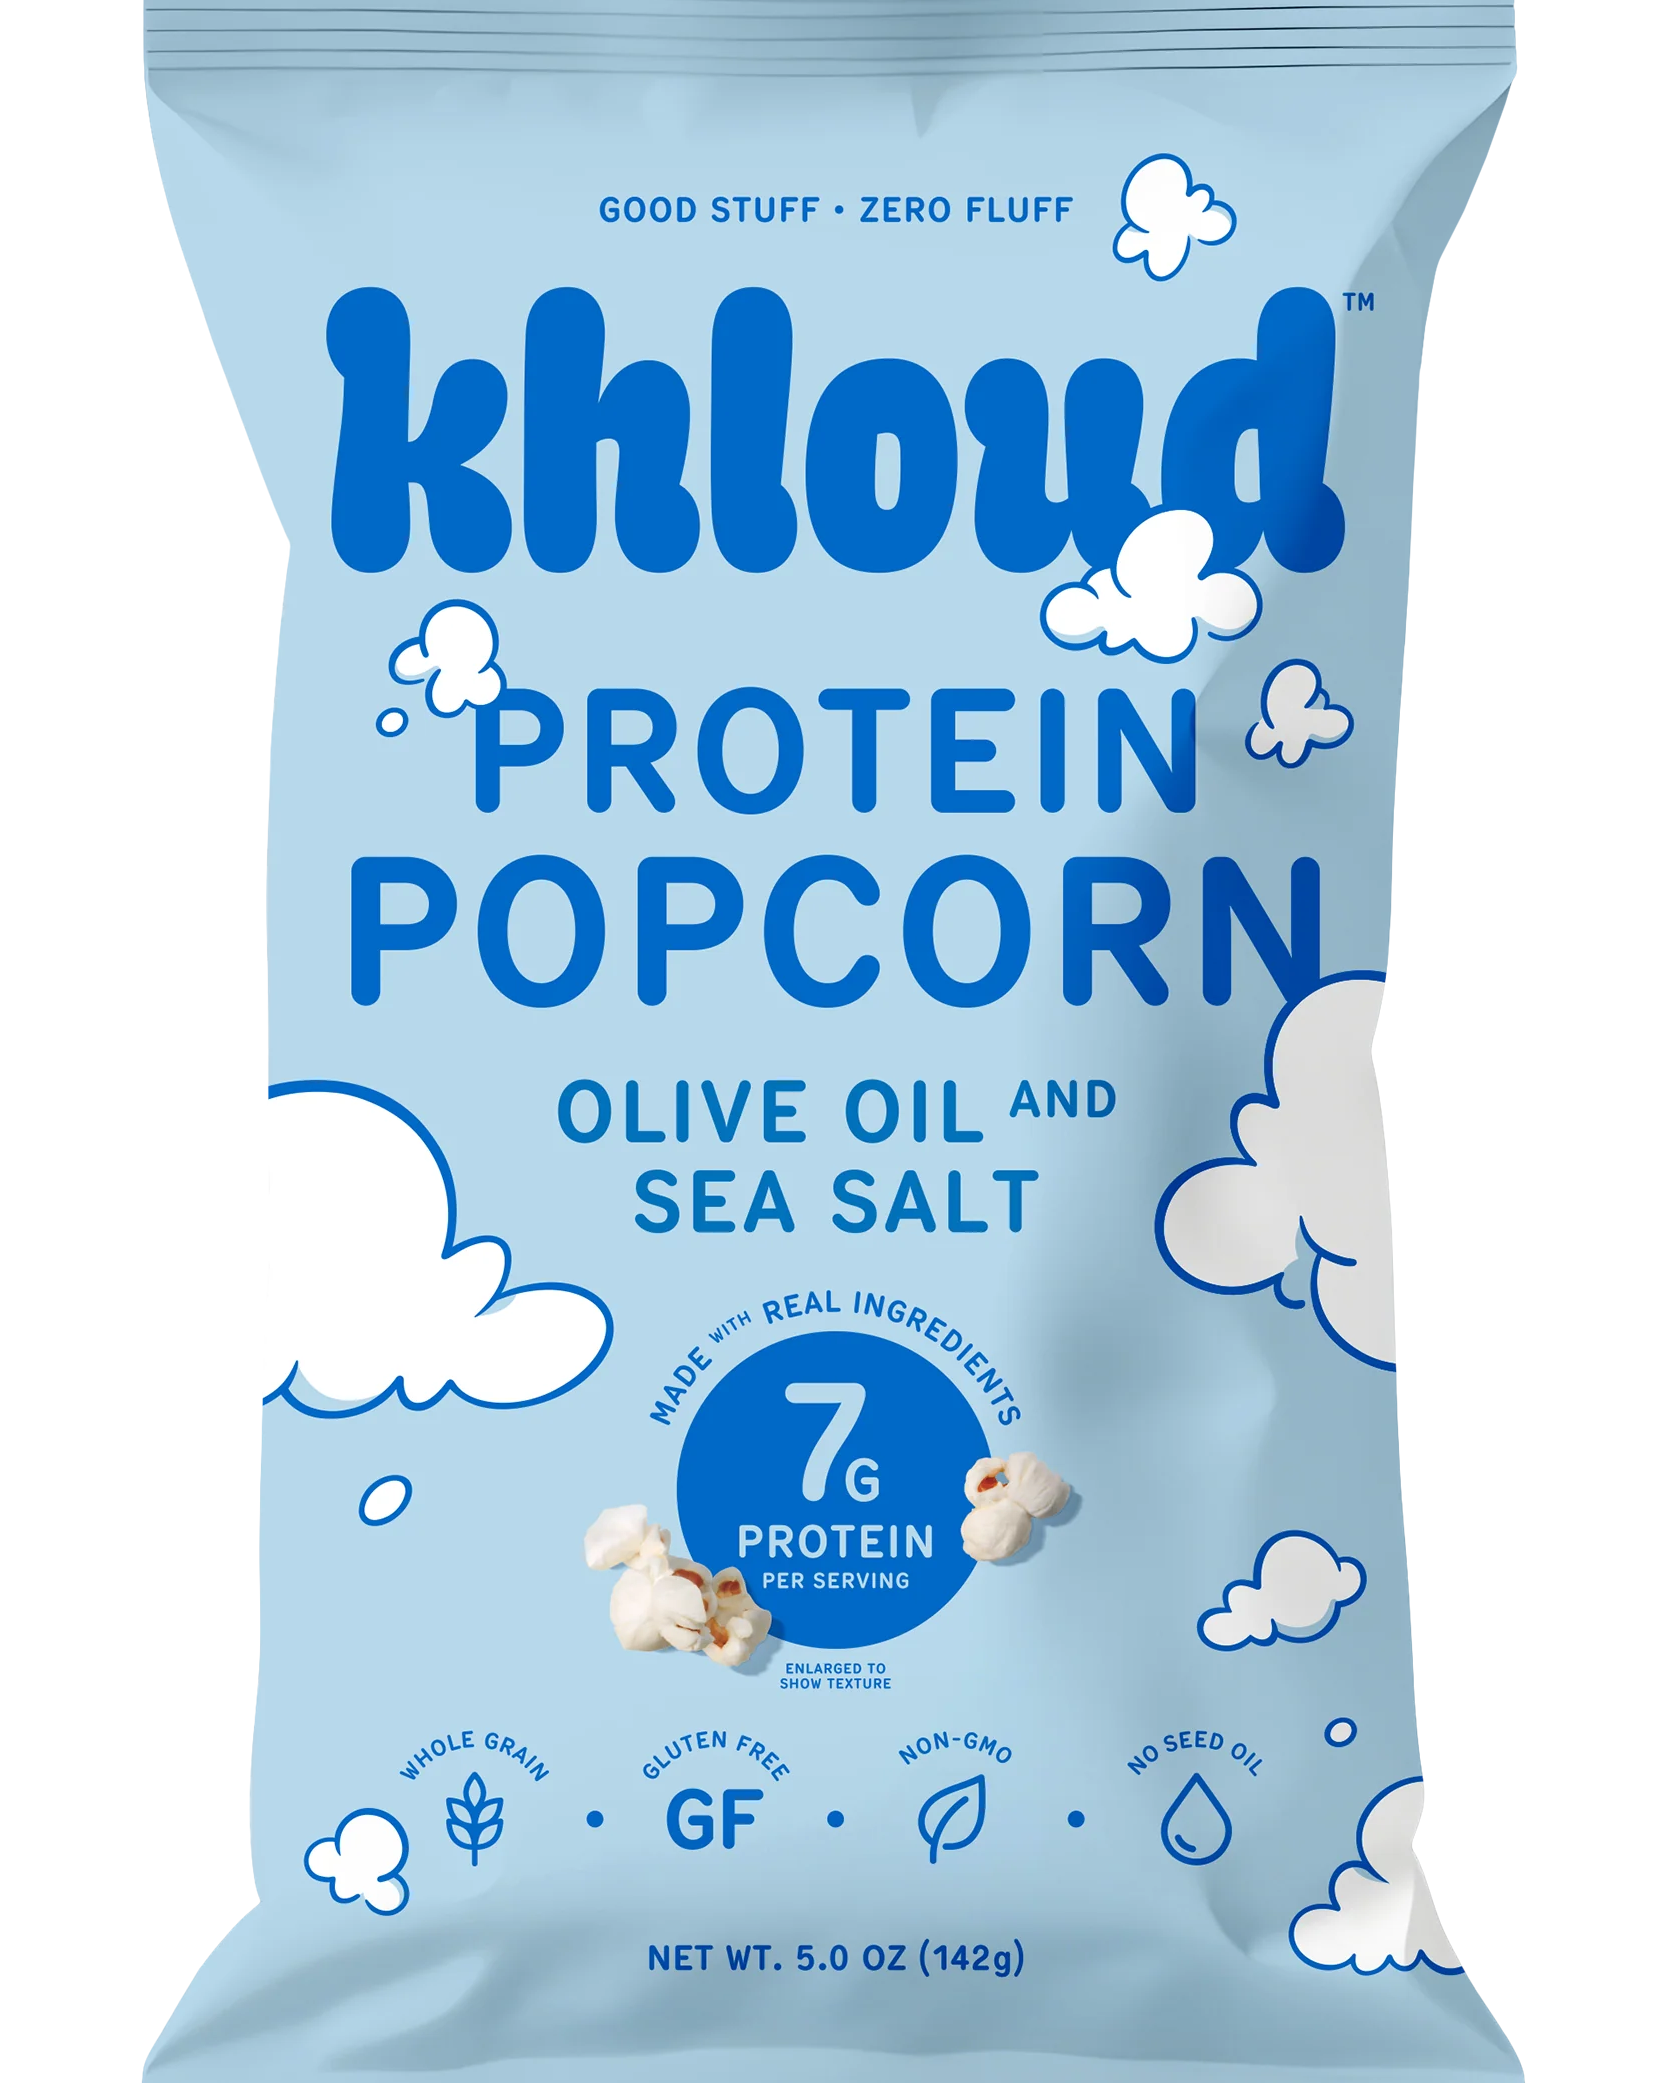 GOOD STUFF • ZERO FLUFF
khloud™
PROTEIN
POPCORN
OLIVE OIL AND
SEA SALT
MADE WITH REAL INGREDIENTS
7G
PROTEIN
PER SERVING
ENLARGED TO
SHOW TEXTURE
WHOLE GRAIN
GLUTEN FREE
NON-GMO
NO SEED OIL
GF
NET WT. 5.0 OZ (142g)